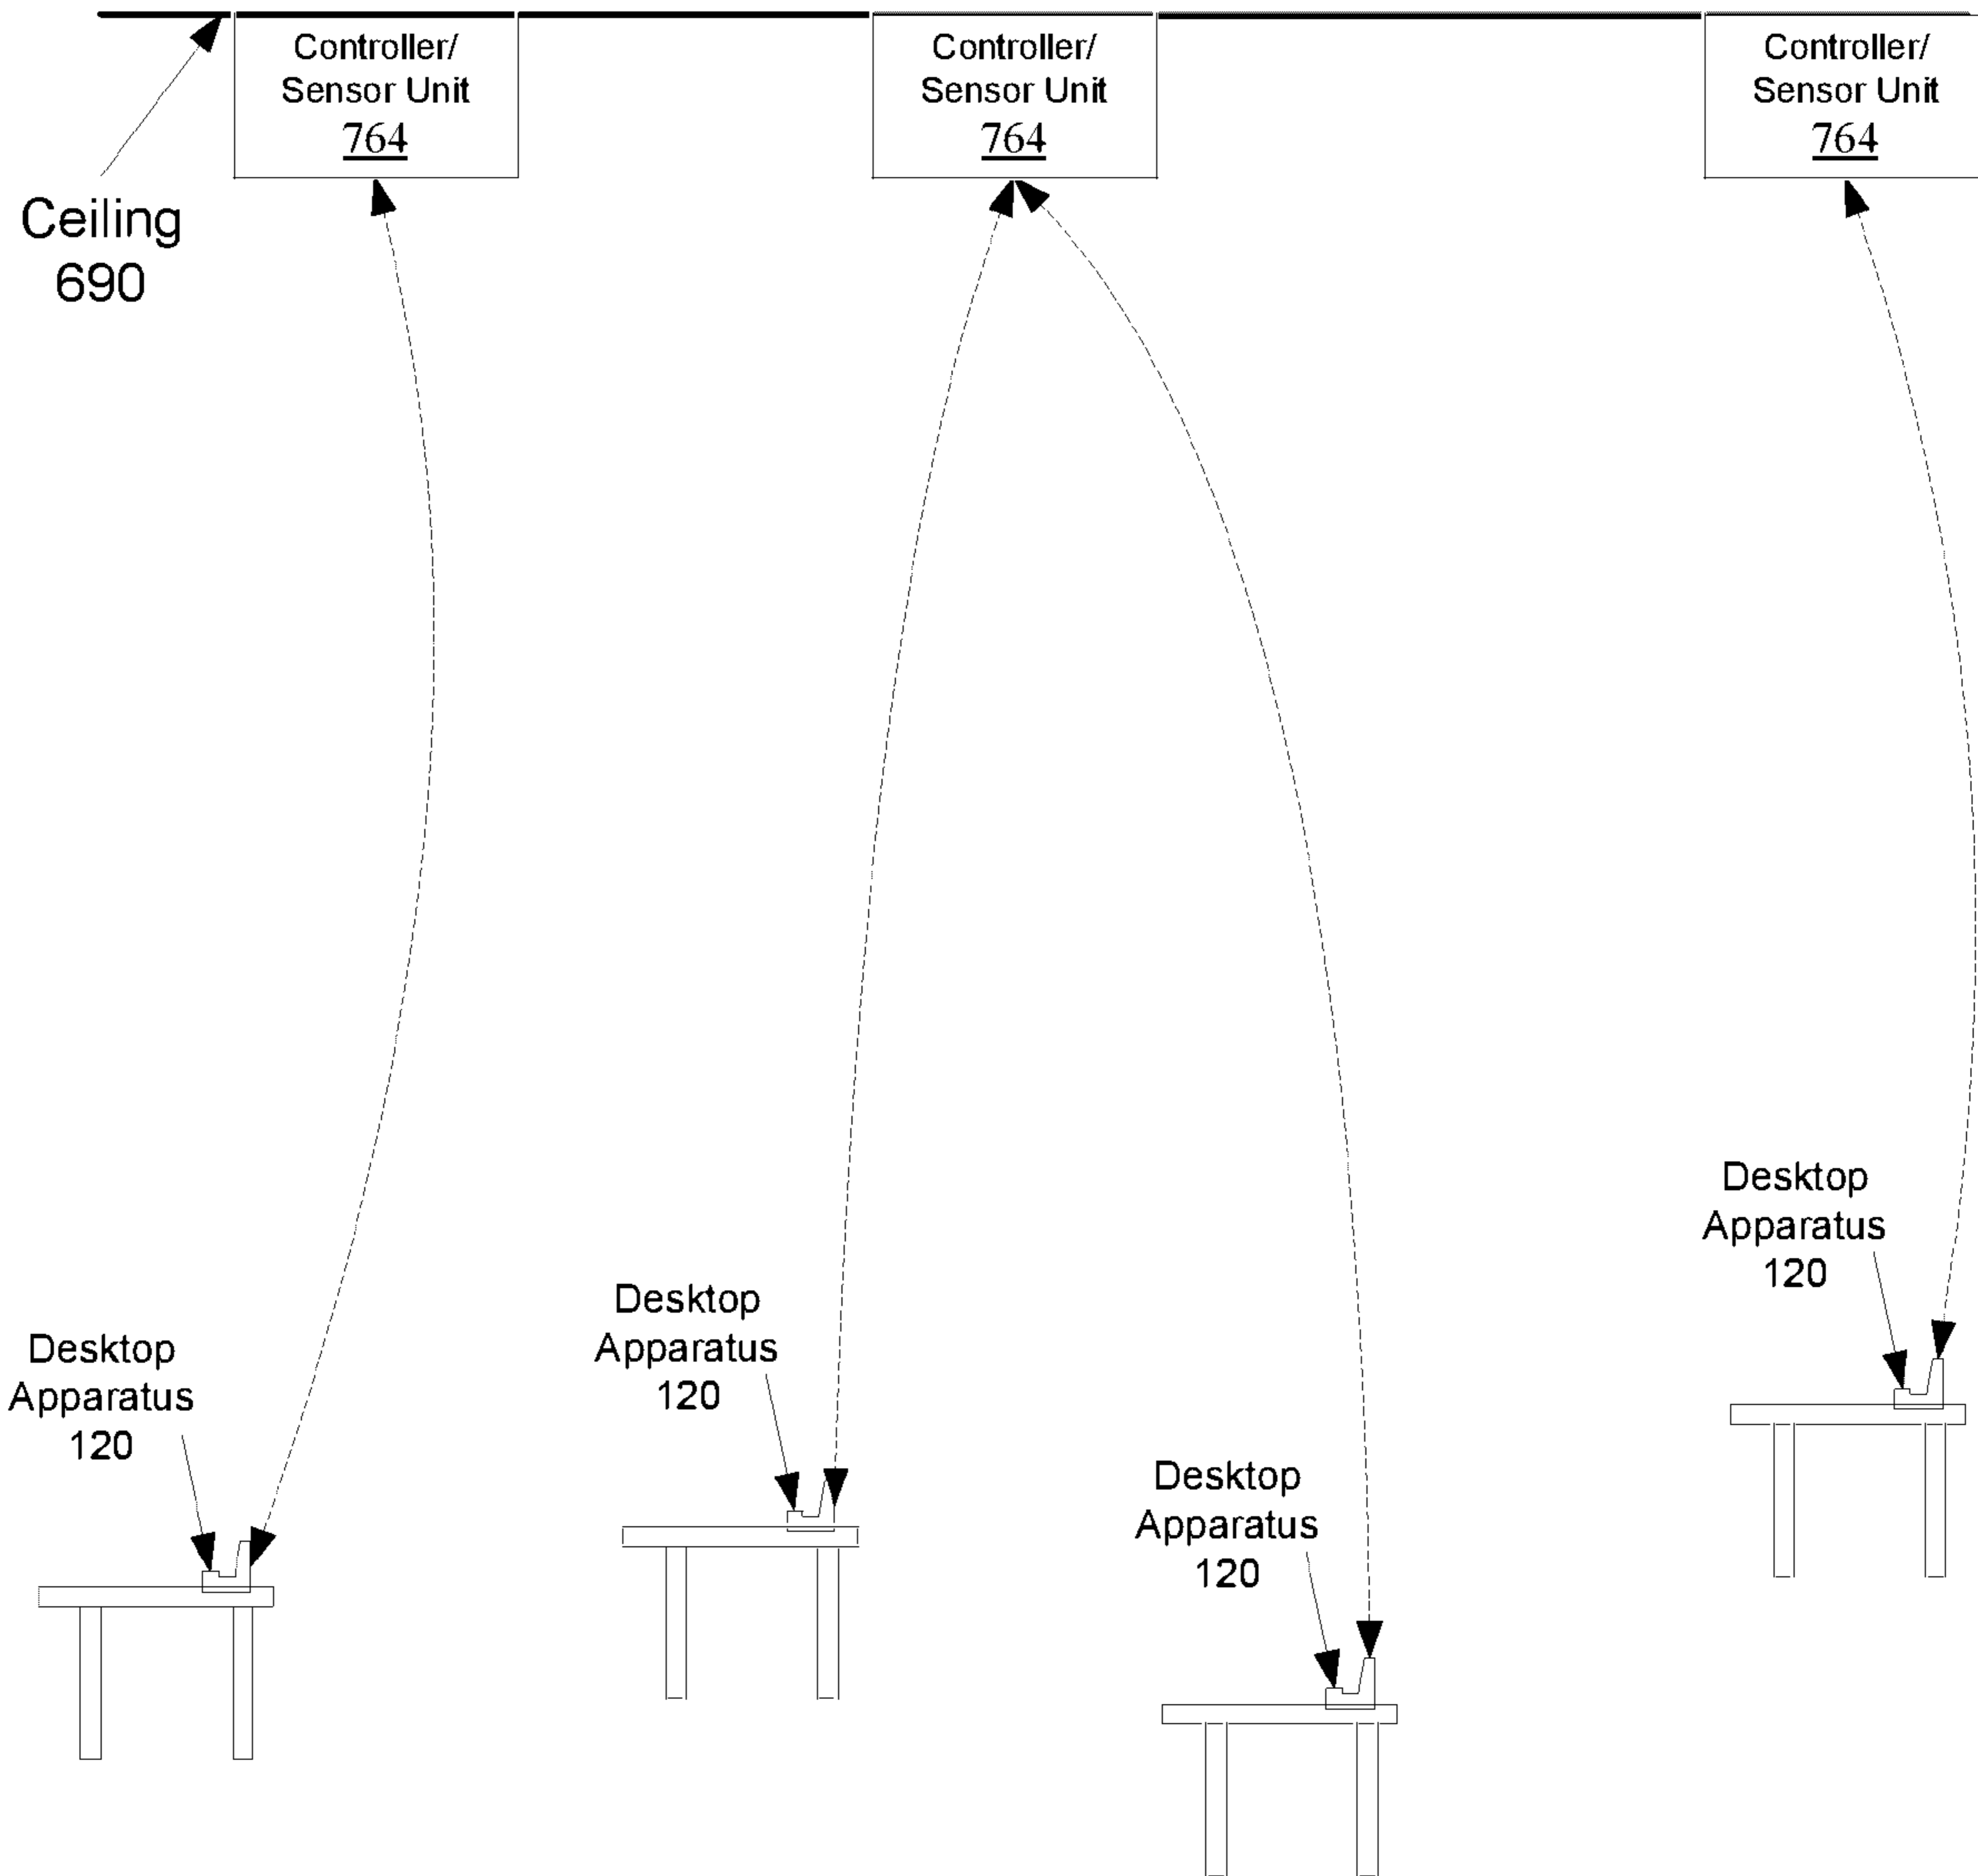 Controller/
Sensor Unit
764
Controller/
Sensor Unit
764
Controller/
Sensor Unit
764
Ceiling
690
Desktop
Apparatus
120
Desktop
Apparatus
120
Desktop
Apparatus
120
Desktop
Apparatus
120